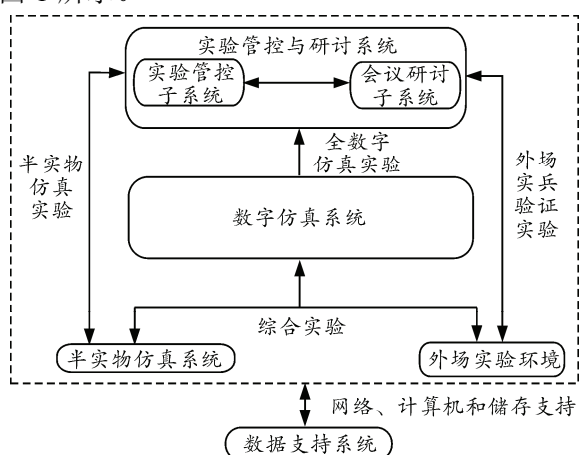 实验管控与研讨系统
实验管控
子系统
会议研讨
子系统
全数字
仿真实验
半实物
仿真
实验
外场
实兵
验证
实验
数字仿真系统
综合实验
半实物仿真系统
外场实验环境
网络、计算机和储存支持
数据支持系统